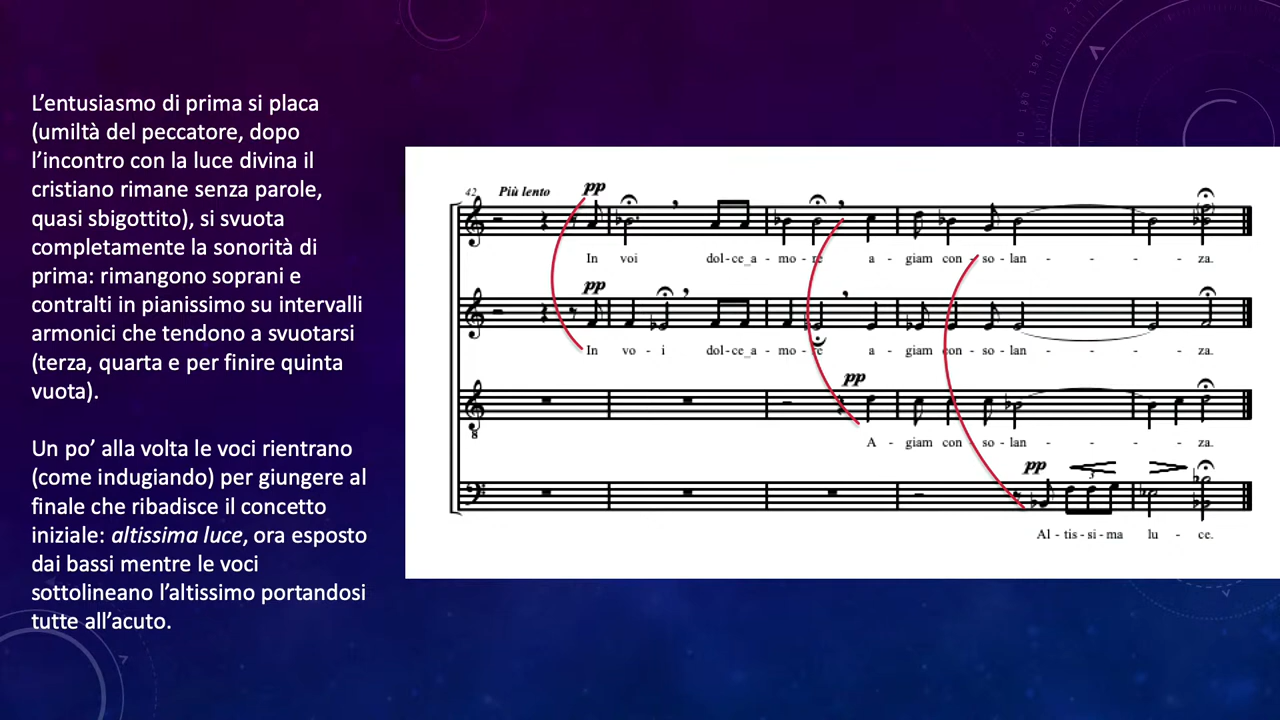 L’entusiasmo di prima si placa
(umiltà del peccatore, dopo
l’incontro con la luce divina il
cristiano rimane senza parole,
quasi sbigottito), si svuota
completamente la sonorità di
prima: rimangono soprani e
contralti in pianissimo su intervalli
armonici che tendono a svuotarsi
(terza, quarta e per finire quinta
vuota).
Un po’ alla volta le voci rientrano
(come indugiando) per giungere al
finale che ribadisce il concetto
iniziale: altissima luce, ora esposto
dai bassi mentre le voci
sottolineano l’altissimo portandosi
tutte all’acuto.
42 Più lento pp
In voi dol-ce_a - mo - re a - giam con - so - lan - - - - za.
pp
In vo - i dol-ce_a - mo - re a - giam con - so - lan - - - - za.
pp
8
A - giam con - so - lan - - - - za.
pp 3
Al - tis - si - ma lu - ce.
200
190
180
70